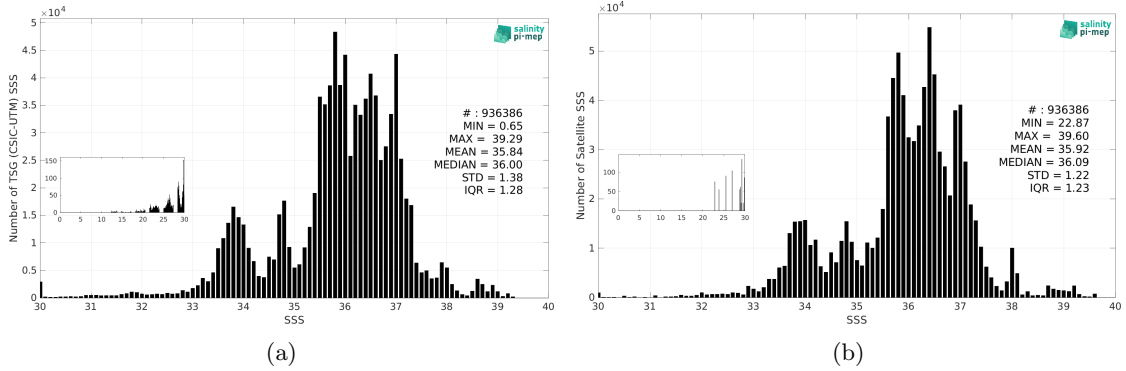 ×10⁴
5
4.5
4
3.5
3
2.5
2
1.5
1
0.5
0
Number of TSG (CSIC-UTM) SSS
salinity
pi-mep
# : 936386
MIN = 0.65
MAX = 39.29
MEAN = 35.84
MEDIAN = 36.00
STD = 1.38
IQR = 1.28
150
100
50
0
0 5 10 15 20 25 30
30 31 32 33 34 35 36 37 38 39 40
SSS
(a)
×10⁴
5
4
3
2
1
0
Number of Satellite SSS
salinity
pi-mep
# : 936386
MIN = 22.87
MAX = 39.60
MEAN = 35.92
MEDIAN = 36.09
STD = 1.22
IQR = 1.23
100
50
0
0 5 10 15 20 25 30
30 31 32 33 34 35 36 37 38 39 40
SSS
(b)